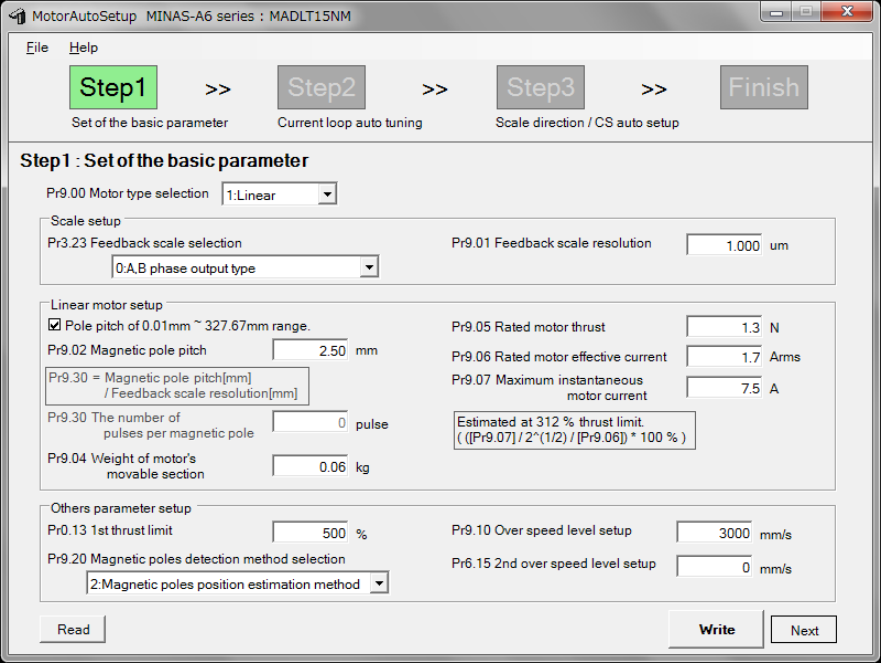 MotorAutoSetup MINAS-A6 series : MADLT15NM
File Help
Step1 >> Step2 >> Step3 >> Finish
Set of the basic parameter Current loop auto tuning Scale direction / CS auto setup
Step1 : Set of the basic parameter
Pr9.00 Motor type selection 1:Linear
Scale setup
Pr3.23 Feedback scale selection
0:A,B phase output type
Pr9.01 Feedback scale resolution 1.000 um
Linear motor setup
Pole pitch of 0.01mm ~ 327.67mm range.
Pr9.02 Magnetic pole pitch 2.50 mm
Pr9.30 = Magnetic pole pitch[mm]
/ Feedback scale resolution[mm]
Pr9.30 The number of
pulses per magnetic pole 0 pulse
Pr9.04 Weight of motor's
movable section 0.06 kg
Pr9.05 Rated motor thrust 1.3 N
Pr9.06 Rated motor effective current 1.7 Arms
Pr9.07 Maximum instantaneous
motor current 7.5 A
Estimated at 312 % thrust limit.
( ([Pr9.07] / 2^(1/2) / [Pr9.06]) * 100 % )
Others parameter setup
Pr0.13 1st thrust limit 500 %
Pr9.20 Magnetic poles detection method selection
2:Magnetic poles position estimation method
Pr9.10 Over speed level setup 3000 mm/s
Pr6.15 2nd over speed level setup 0 mm/s
Read Write Next